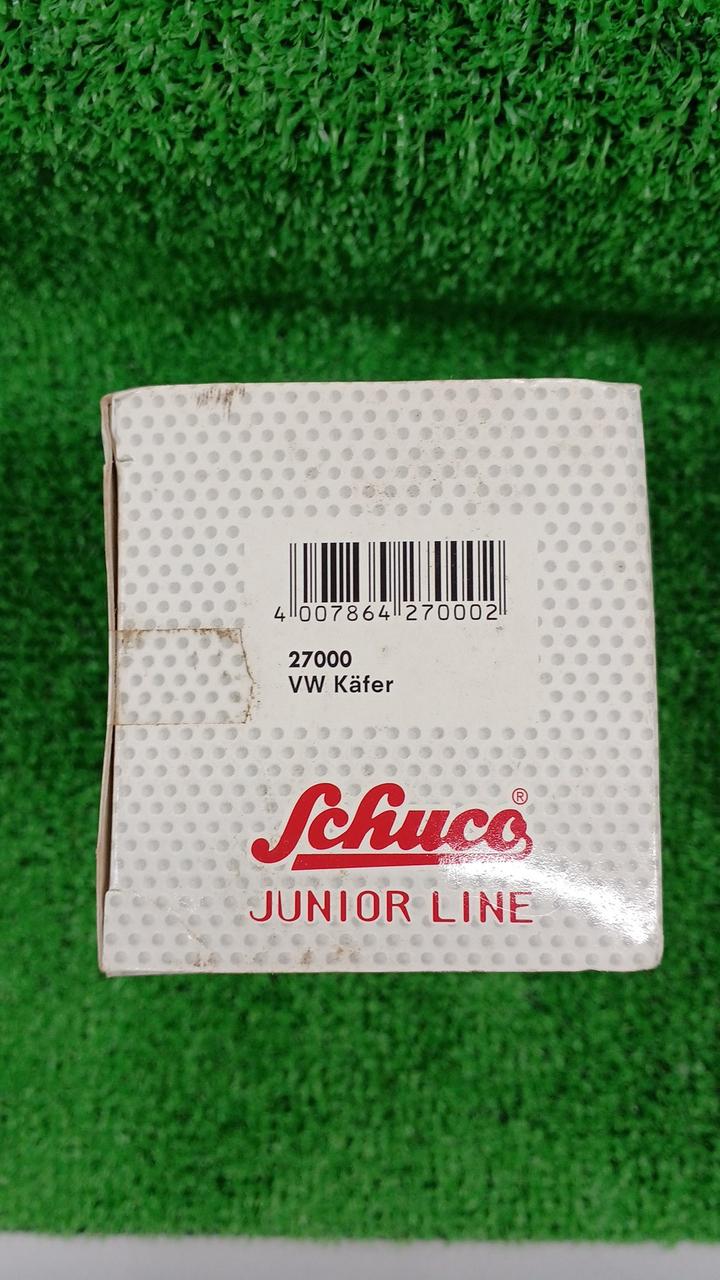 4 007864 270002
27000
VW Käfer
Schuco®
JUNIOR LINE